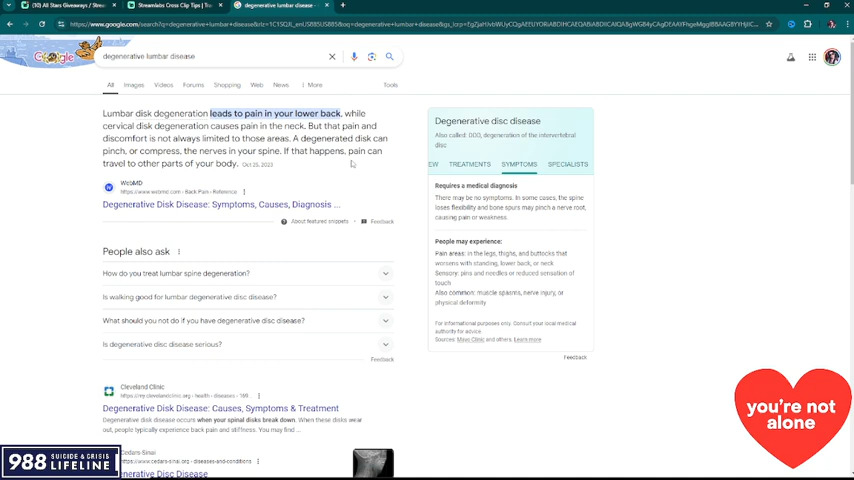 (10) All Stars Giveaways / Stream
Streamlabs Cross Clip Tips | Tri
degenerative lumbar disease -
Google
degenerative lumbar disease
All Images Videos Forums Shopping Web News More Tools
Lumbar disk degeneration leads to pain in your lower back, while
cervical disk degeneration causes pain in the neck. But that pain and
discomfort is not always limited to those areas. A degenerated disk can
pinch, or compress, the nerves in your spine. If that happens, pain can
travel to other parts of your body. Oct 25, 2023
WebMD
https://www.webmd.com › Back Pain › Reference
Degenerative Disk Disease: Symptoms, Causes, Diagnosis ...
About featured snippets • Feedback
People also ask
How do you treat lumbar spine degeneration?
Is walking good for lumbar degenerative disc disease?
What should you not do if you have degenerative disc disease?
Is degenerative disc disease serious?
Feedback
Cleveland Clinic
https://my.clevelandclinic.org › health › diseases › 169...
Degenerative Disk Disease: Causes, Symptoms & Treatment
Degenerative disk disease occurs when your spinal disks break down. When these disks wear
out, people typically experience back pain and stiffness. You may find ...
Cedars-Sinai
https://www.cedars-sinai.org › diseases-and-conditions
enerative Disc Disease
Degenerative disc disease
Also called: DDD, degeneration of the intervertebral
disc
EW TREATMENTS SYMPTOMS SPECIALISTS
Requires a medical diagnosis
There may be no symptoms. In some cases, the spine
loses flexibility and bone spurs may pinch a nerve root,
causing pain or weakness.
People may experience:
Pain areas: in the legs, thighs, and buttocks that
worsens with standing, lower back, or neck
Sensory: pins and needles or reduced sensation of
touch
Also common: muscle spasms, nerve injury, or
physical deformity
For informational purposes only. Consult your local medical
authority for advice
Sources: Mayo Clinic and others. Learn more
Feedback
you're not
alone
988 SUICIDE & CRISIS
LIFELINE